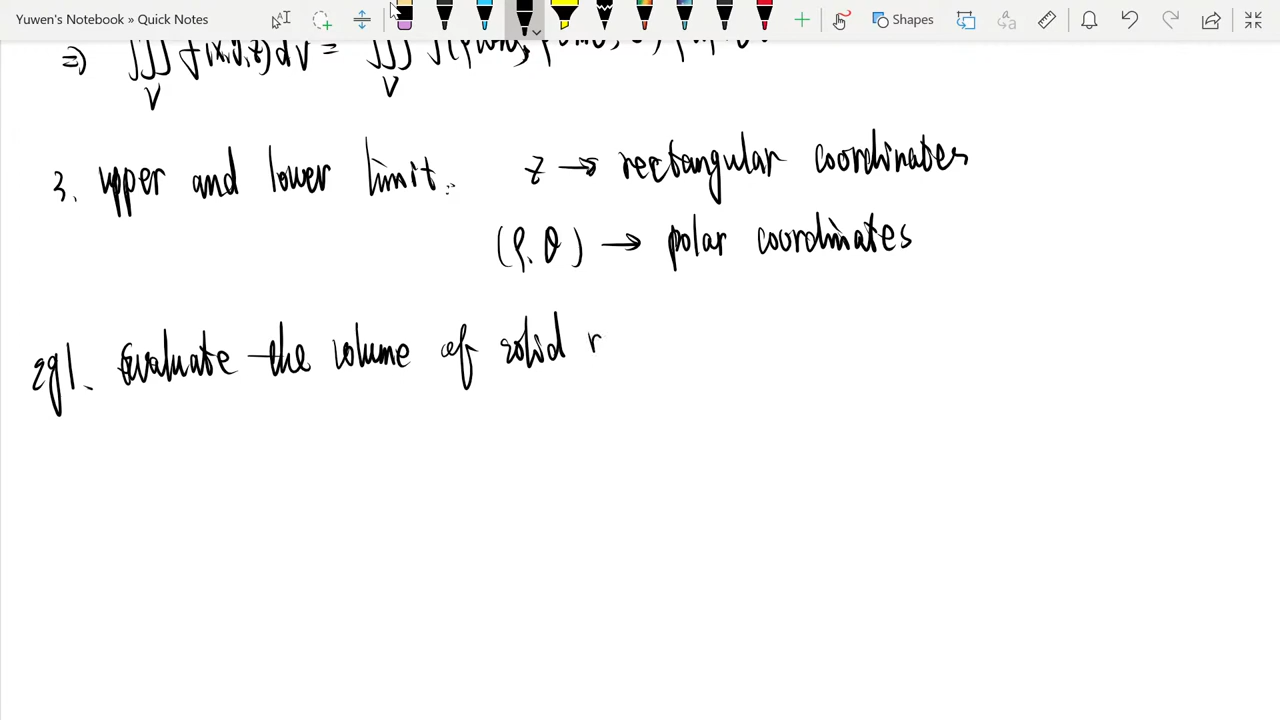 Yuwen's Notebook » Quick Notes
Shapes
⇒) ∭ f(x,y,z) dV = ∭
V V
3. upper and lower limit: z → rectangular coordinates
(ρ.θ) → polar coordinates
eg1. Evaluate the volume of solid r